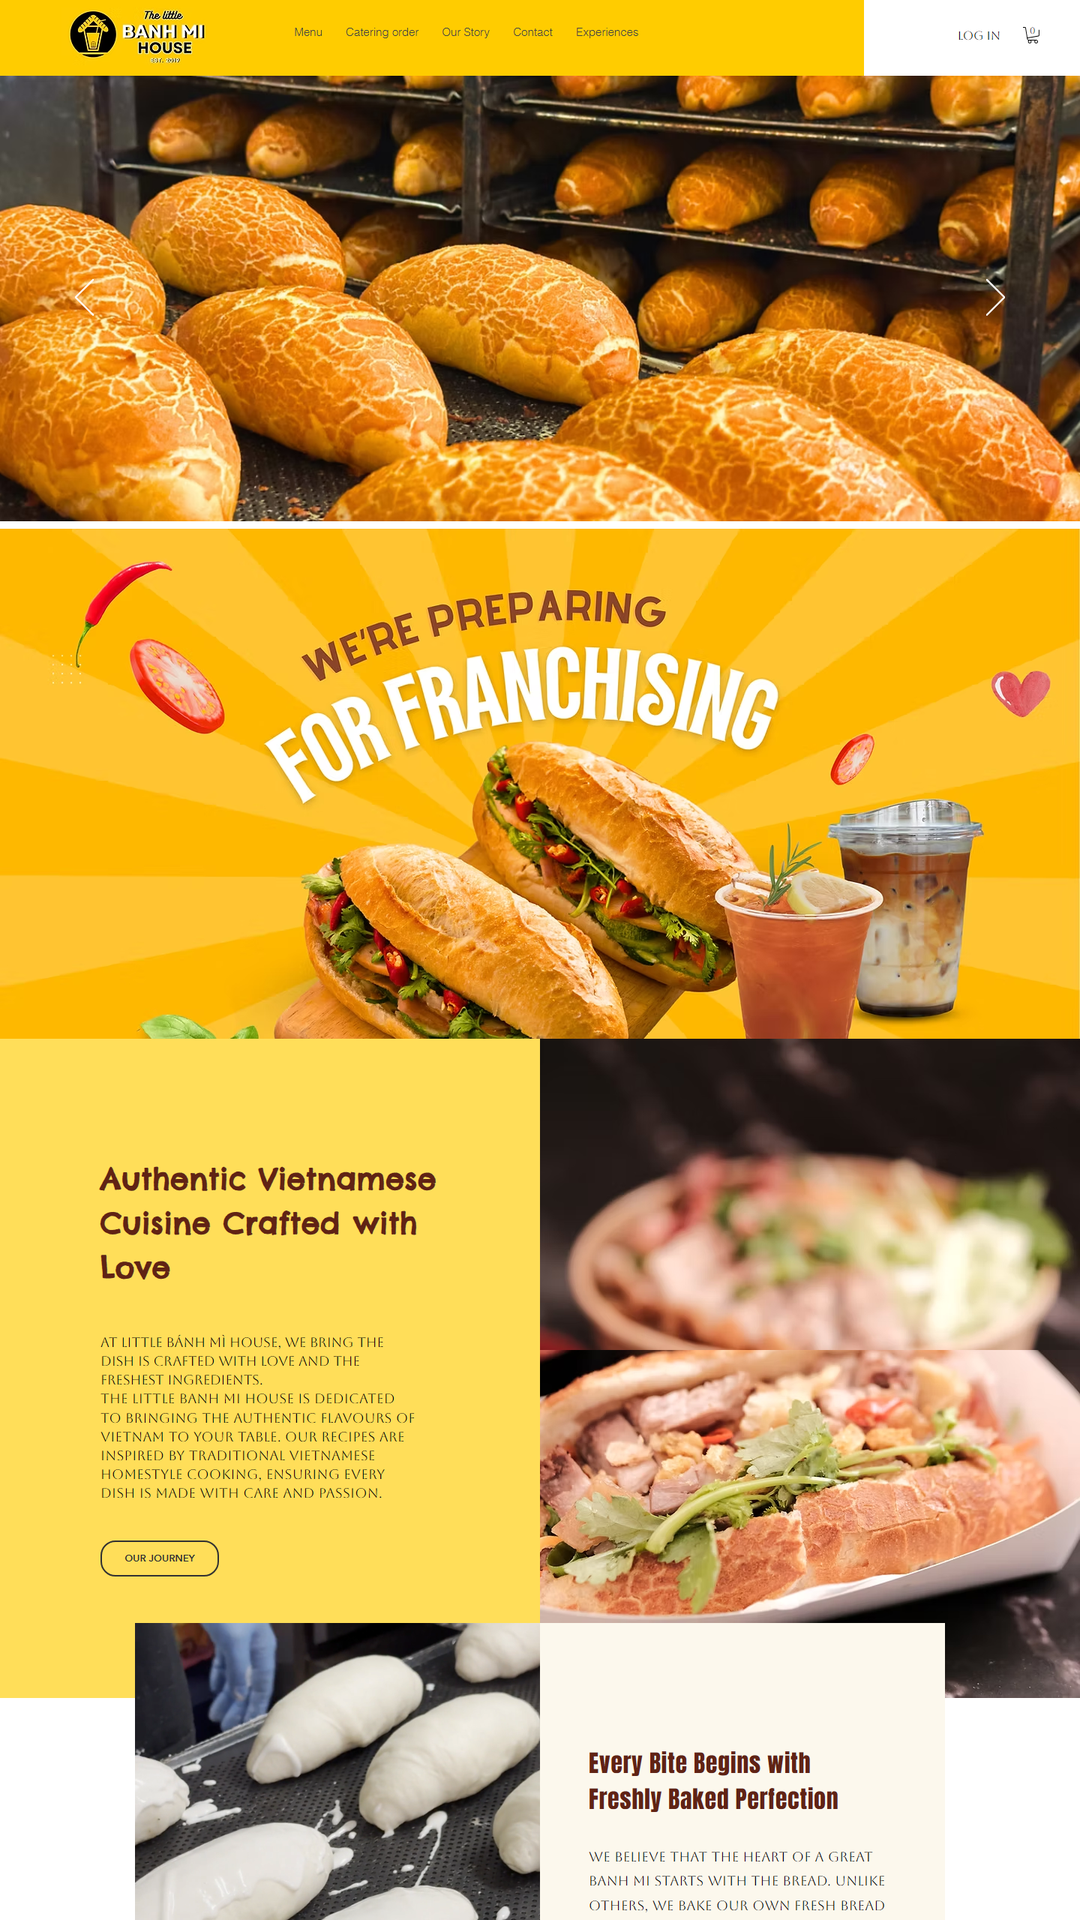 The little
BANH MI
HOUSE
EST. 2019
Menu
Catering order
Our Story
Contact
Experiences
LOG IN
0
WE'RE PREPARING
FOR FRANCHISING
Authentic Vietnamese
Cuisine Crafted with
Love
AT LITTLE BÁNH MÌ HOUSE, WE BRING THE
DISH IS CRAFTED WITH LOVE AND THE
FRESHEST INGREDIENTS.
THE LITTLE BANH MI HOUSE IS DEDICATED
TO BRINGING THE AUTHENTIC FLAVOURS OF
VIETNAM TO YOUR TABLE. OUR RECIPES ARE
INSPIRED BY TRADITIONAL VIETNAMESE
HOMESTYLE COOKING, ENSURING EVERY
DISH IS MADE WITH CARE AND PASSION.
OUR JOURNEY
Every Bite Begins with
Freshly Baked Perfection
WE BELIEVE THAT THE HEART OF A GREAT
BANH MI STARTS WITH THE BREAD. UNLIKE
OTHERS, WE BAKE OUR OWN FRESH BREAD